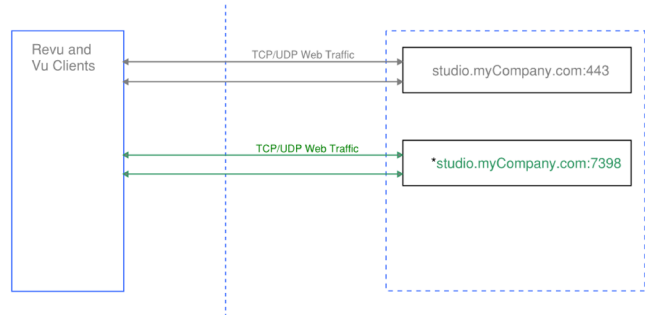 Revu and
Vu Clients
TCP/UDP Web Traffic
studio.myCompany.com:443
TCP/UDP Web Traffic
*studio.myCompany.com:7398